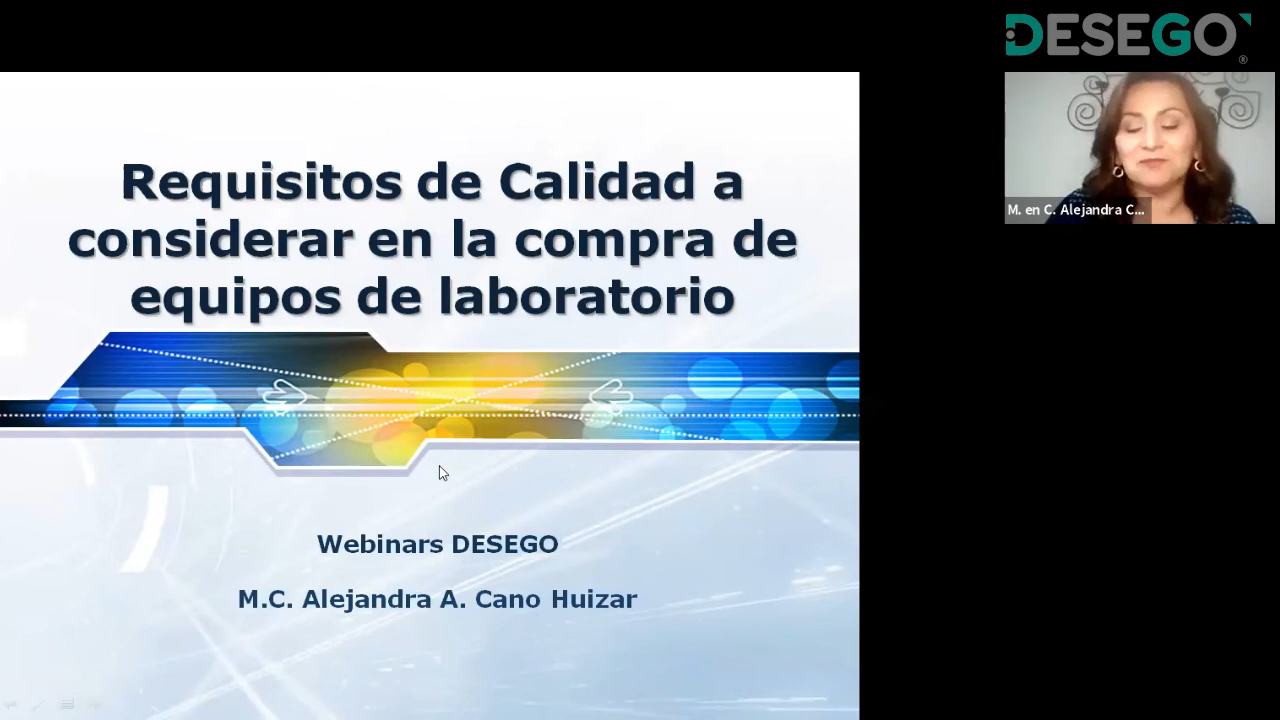 DESEGO®
M. en C. Alejandra C...
Requisitos de Calidad a
considerar en la compra de
equipos de laboratorio
Webinars DESEGO
M.C. Alejandra A. Cano Huizar